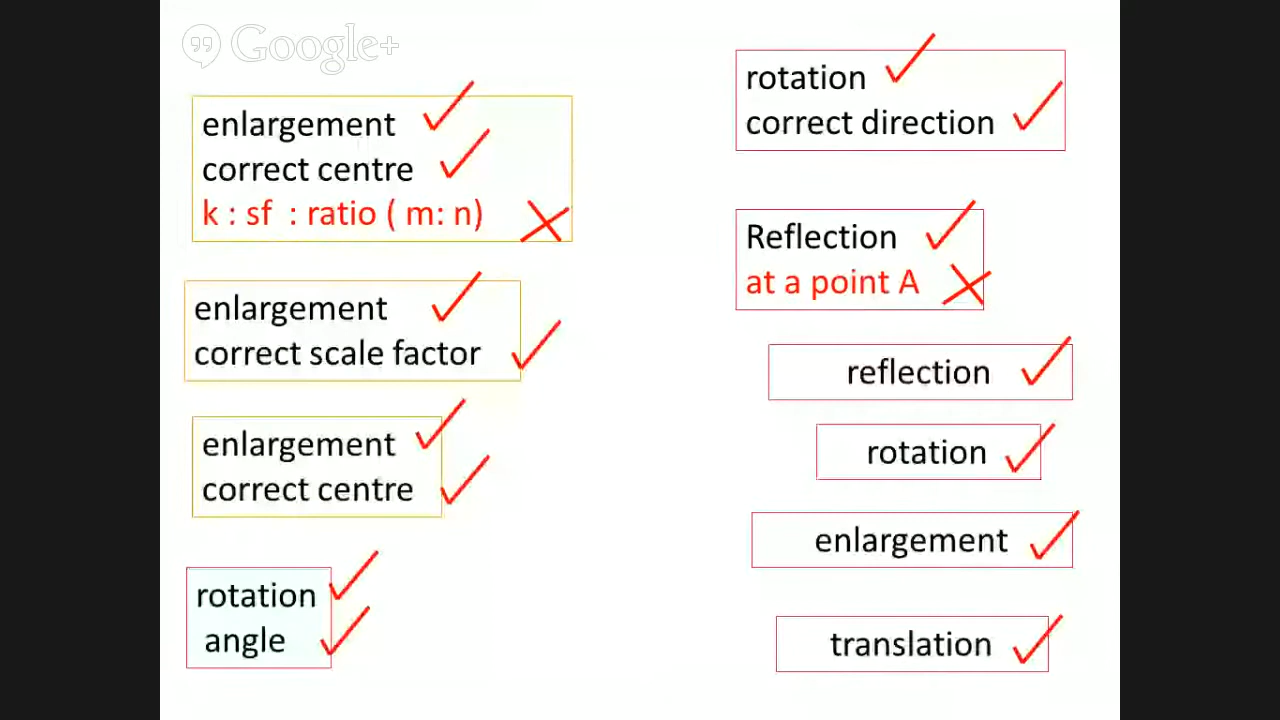 Google+
enlargement
correct centre
k : sf : ratio ( m: n)
enlargement
correct scale factor
enlargement
correct centre
rotation
angle
rotation
correct direction
Reflection
at a point A
reflection
rotation
enlargement
translation